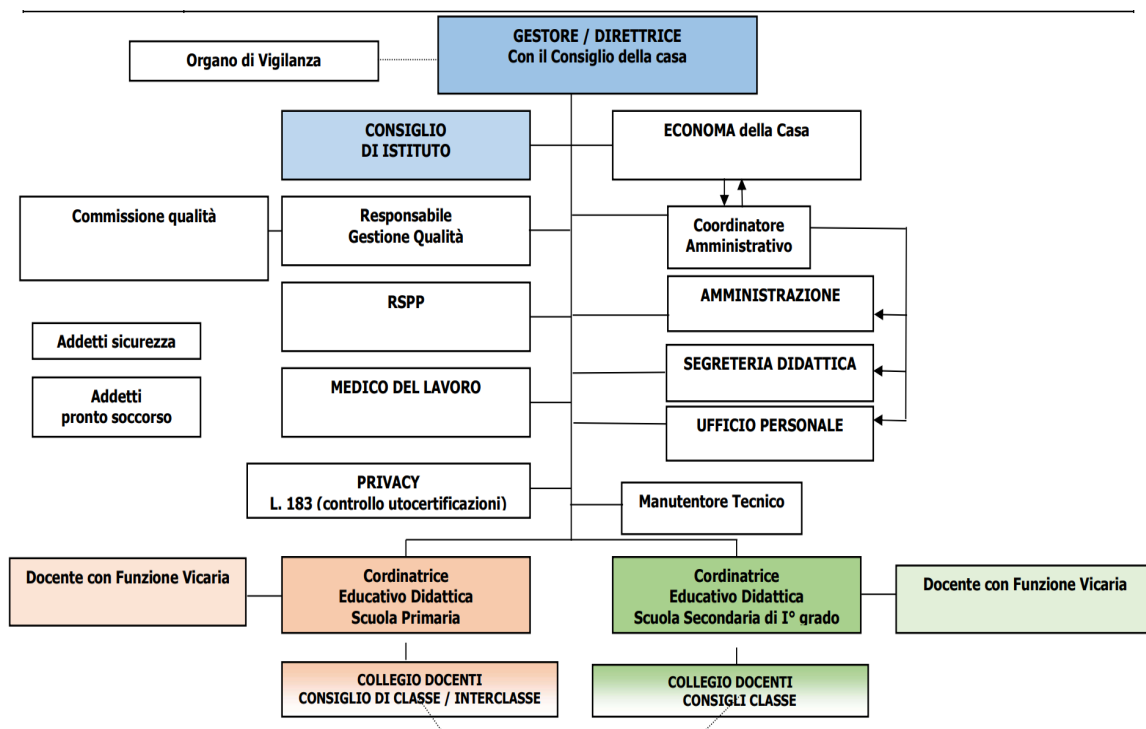 GESTORE / DIRETTRICE
Con il Consiglio della casa
Organo di Vigilanza
CONSIGLIO
DI ISTITUTO
ECONOMA della Casa
Commissione qualità
Responsabile
Gestione Qualità
Coordinatore
Amministrativo
RSPP
AMMINISTRAZIONE
Addetti sicurezza
SEGRETERIA DIDATTICA
Addetti
pronto soccorso
MEDICO DEL LAVORO
UFFICIO PERSONALE
PRIVACY
L. 183 (controllo utocertificazioni)
Manutentore Tecnico
Docente con Funzione Vicaria
Cordinatrice
Educativo Didattica
Scuola Primaria
Cordinatrice
Educativo Didattica
Scuola Secondaria di I° grado
Docente con Funzione Vicaria
COLLEGIO DOCENTI
CONSIGLIO DI CLASSE / INTERCLASSE
COLLEGIO DOCENTI
CONSIGLI CLASSE